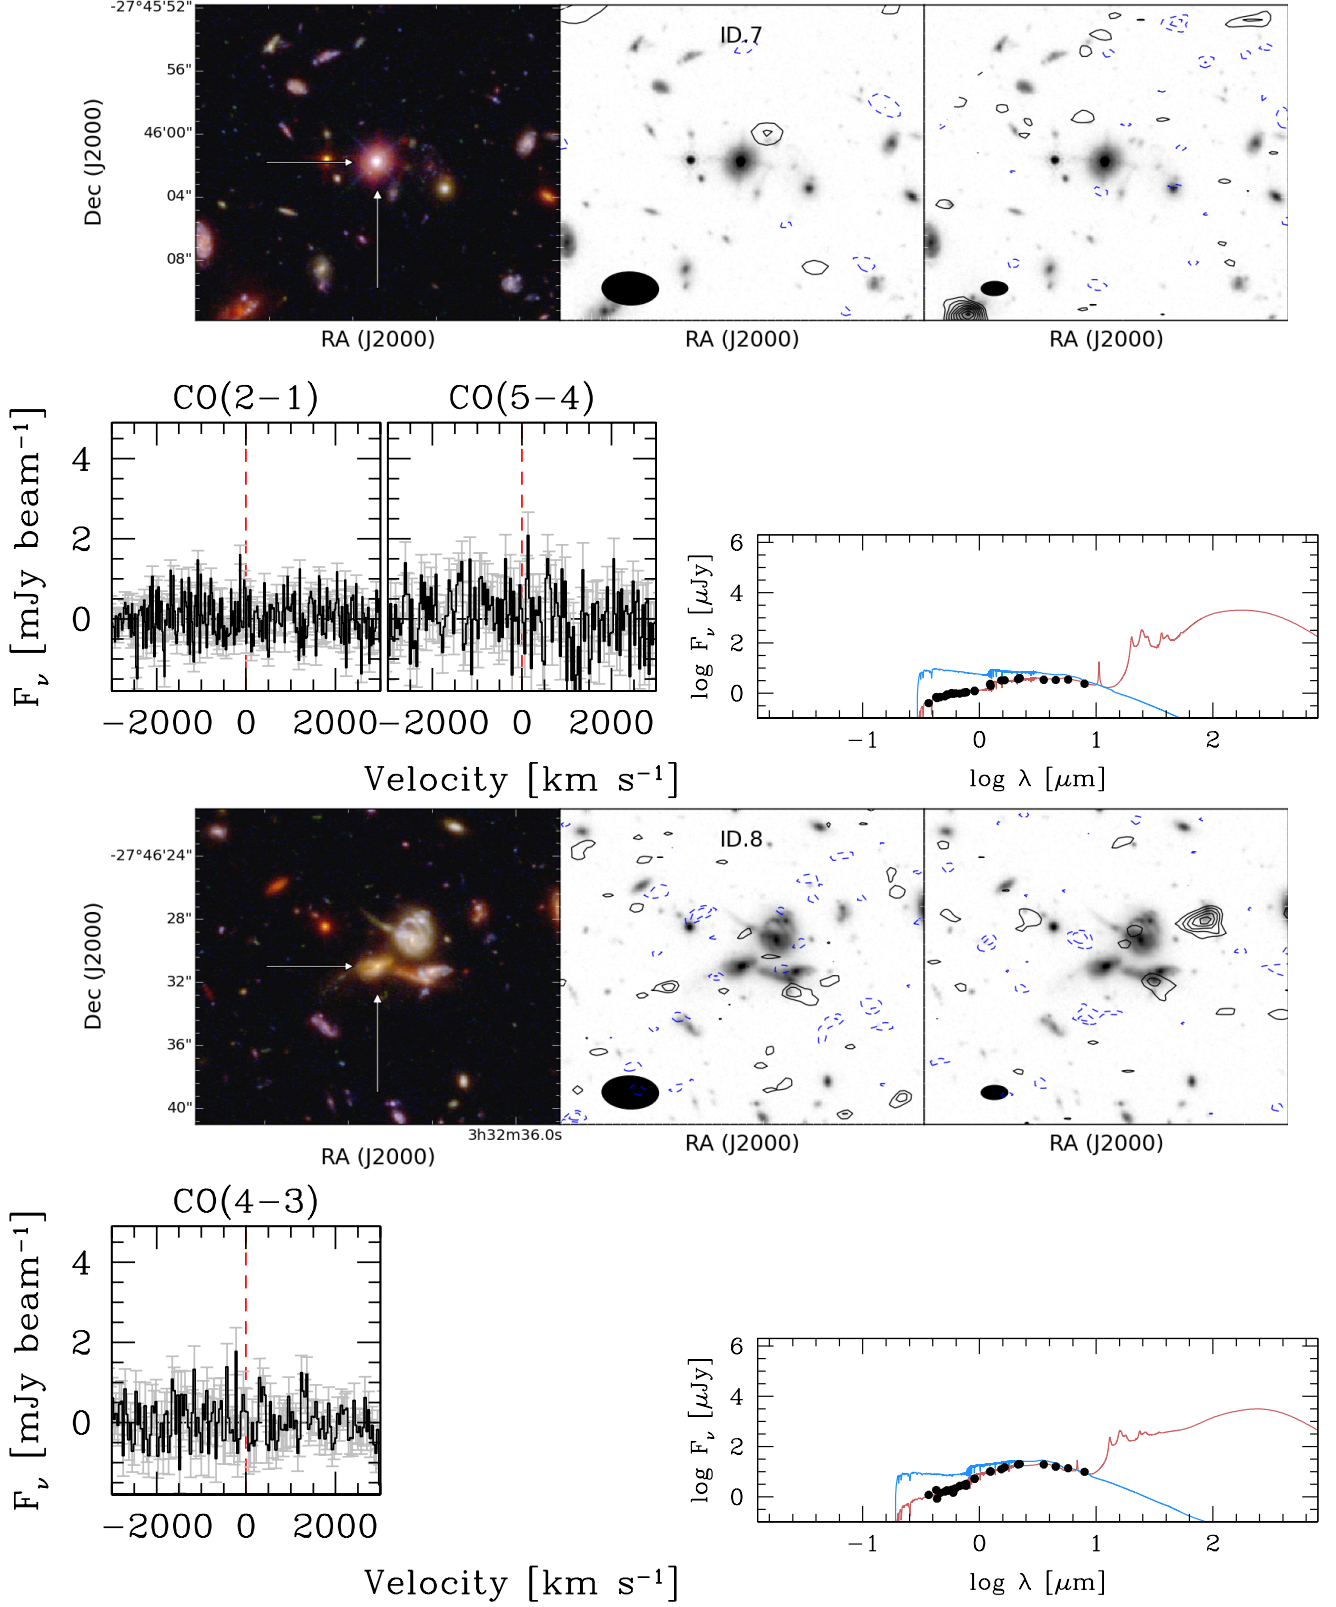 -27°45'52"
56"
46'00"
04"
08"
Dec (J2000)
ID.7
RA (J2000) RA (J2000) RA (J2000)
CO(2−1) CO(5−4)
F_ν [mJy beam⁻¹]
4
2
0
−2000 0 2000 −2000 0 2000
Velocity [km s⁻¹]
log F_ν [μJy]
6
4
2
0
−1 0 1 2
log λ [μm]
-27°46'24"
28"
32"
36"
40"
Dec (J2000)
ID.8
3h32m36.0s
RA (J2000) RA (J2000) RA (J2000)
CO(4−3)
F_ν [mJy beam⁻¹]
4
2
0
−2000 0 2000
Velocity [km s⁻¹]
log F_ν [μJy]
6
4
2
0
−1 0 1 2
log λ [μm]